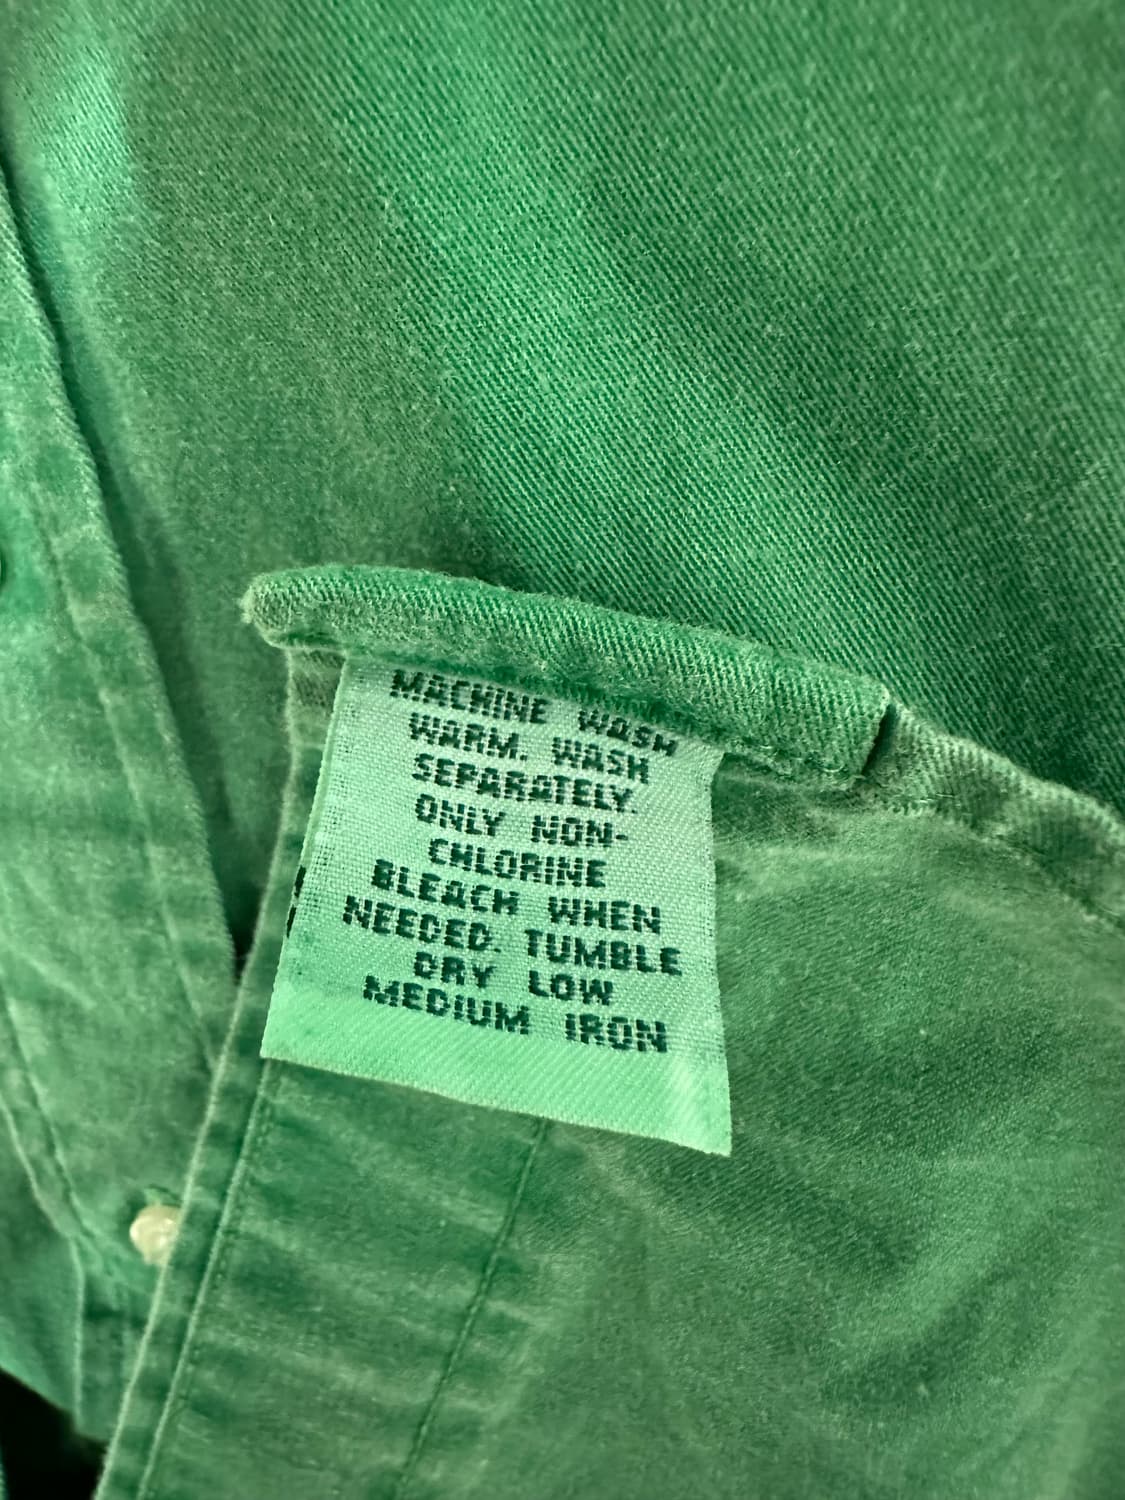 MACHINE WASH
WARM. WASH
SEPARATELY.
ONLY NON-
CHLORINE
BLEACH WHEN
NEEDED. TUMBLE
DRY LOW
MEDIUM IRON